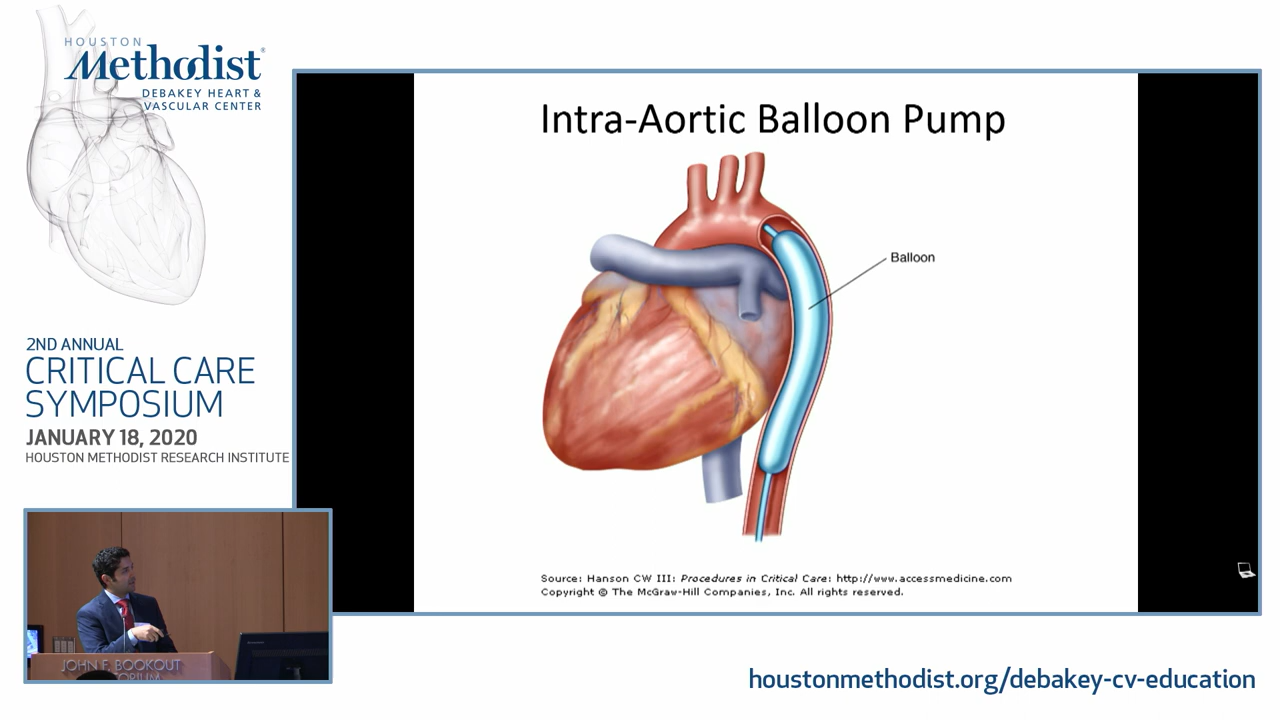 HOUSTON
Methodist®
DEBAKEY HEART &
VASCULAR CENTER
2ND ANNUAL
CRITICAL CARE
SYMPOSIUM
JANUARY 18, 2020
HOUSTON METHODIST RESEARCH INSTITUTE
Intra-Aortic Balloon Pump
Balloon
Source: Hanson CW III: Procedures in Critical Care: http://www.accessmedicine.com
Copyright © The McGraw-Hill Companies, Inc. All rights reserved.
JOHN F. BOOKOUT
houstonmethodist.org/debakey-cv-education